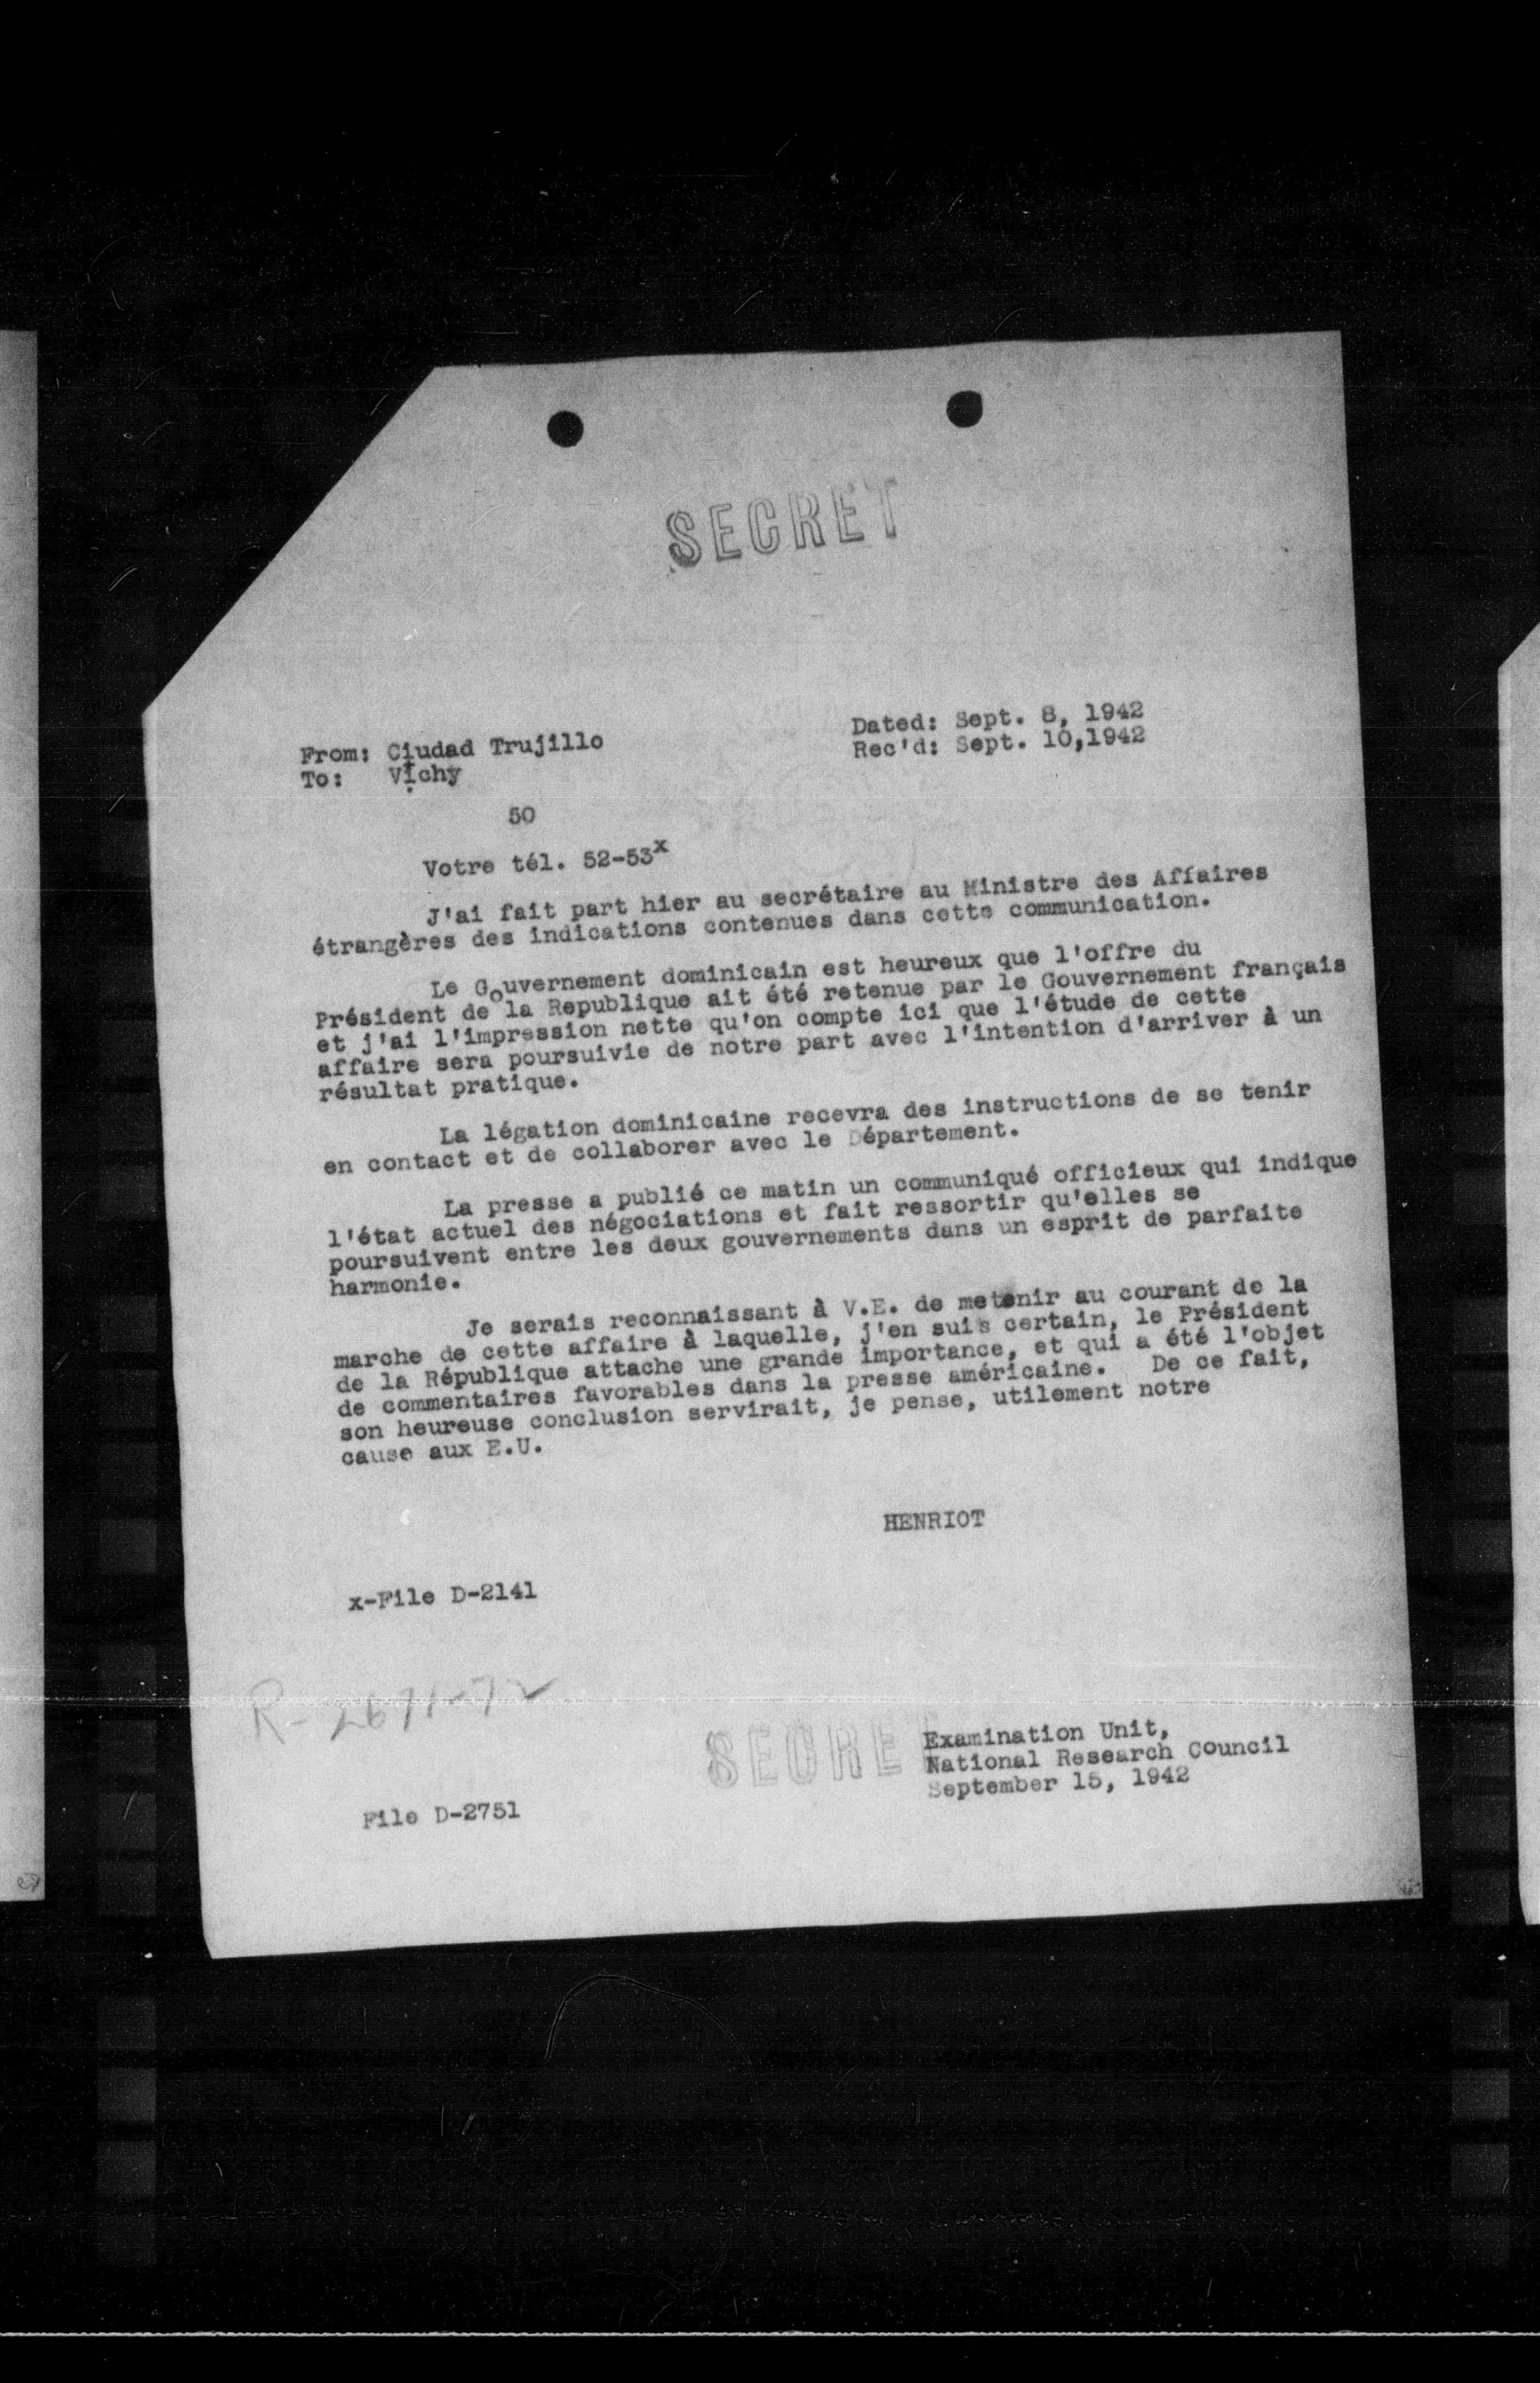 SECRET
From: Ciudad Trujillo
To: Vichy
Dated: Sept. 8, 1942
Rec'd: Sept. 10,1942
50
Votre tél. 52-53x
J'ai fait part hier au secrétaire au Ministre des Affaires
étrangères des indications contenues dans cette communication.
Le Gouvernement dominicain est heureux que l'offre du
Président de la Republique ait été retenue par le Gouvernement français
et j'ai l'impression nette qu'on compte ici que l'étude de cette
affaire sera poursuivie de notre part avec l'intention d'arriver à un
résultat pratique.
La légation dominicaine recevra des instructions de se tenir
en contact et de collaborer avec le Département.
La presse a publié ce matin un communiqué officieux qui indique
l'état actuel des négociations et fait ressortir qu'elles se
poursuivent entre les deux gouvernements dans un esprit de parfaite
harmonie.
Je serais reconnaissant à V.E. de metenir au courant de la
marche de cette affaire à laquelle, j'en suis certain, le Président
de la République attache une grande importance, et qui a été l'objet
de commentaires favorables dans la presse américaine. De ce fait,
son heureuse conclusion servirait, je pense, utilement notre
cause aux E.U.
HENRIOT
x-File D-2141
R-2671-72
SECRET
Examination Unit,
National Research Council
September 15, 1942
File D-2751